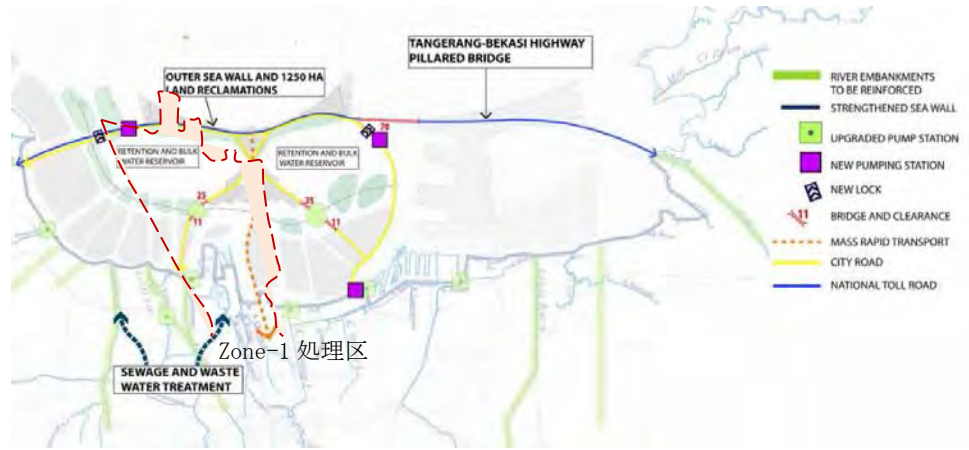 TANGERANG-BEKASI HIGHWAY
PILLARED BRIDGE
OUTER SEA WALL AND 1250 HA
LAND RECLAMATIONS
70
RETENTION AND BULK
WATER RESERVOIR
RETENTION AND BULK
WATER RESERVOIR
25
11
25
11
Zone-1 处理区
SEWAGE AND WASTE
WATER TREATMENT
RIVER EMBANKMENTS
TO BE REINFORCED
STRENGTHENED SEA WALL
UPGRADED PUMP STATION
NEW PUMPING STATION
NEW LOCK
11
BRIDGE AND CLEARANCE
MASS RAPID TRANSPORT
CITY ROAD
NATIONAL TOLL ROAD